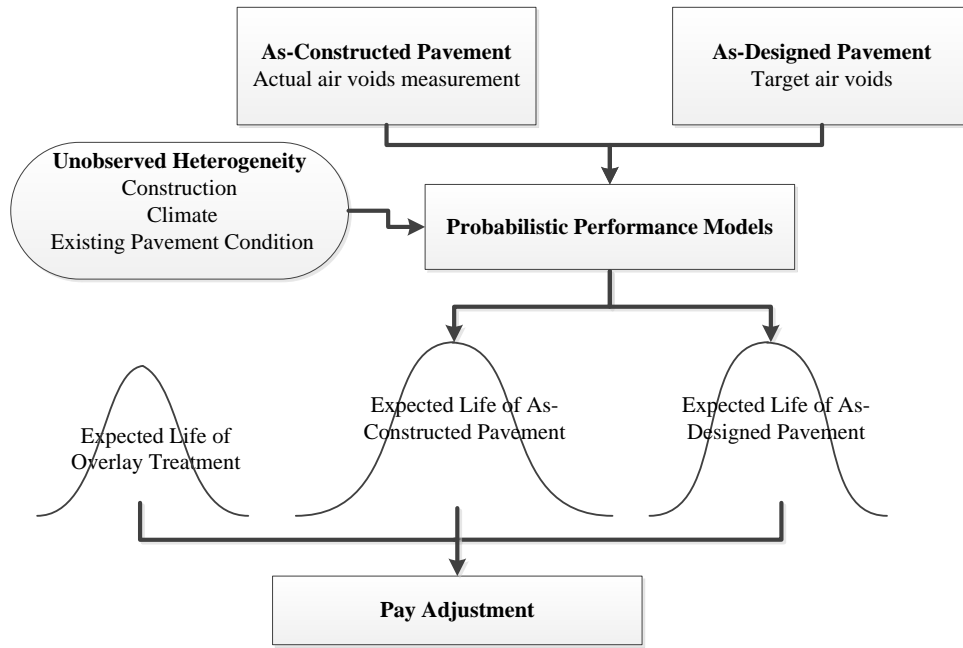 As-Constructed Pavement
Actual air voids measurement
As-Designed Pavement
Target air voids
Unobserved Heterogeneity
Construction
Climate
Existing Pavement Condition
Probabilistic Performance Models
Expected Life of
Overlay Treatment
Expected Life of As-
Constructed Pavement
Expected Life of As-
Designed Pavement
Pay Adjustment